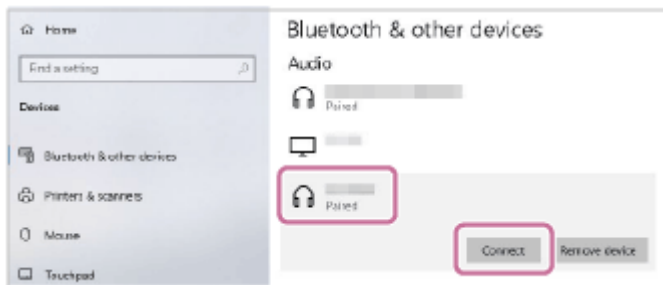 Home
Find a setting
Devices
Bluetooth & other devices
Printers & scanners
Mouse
Touchpad
Bluetooth & other devices
Audio
Paired
Paired
Connect
Remove device